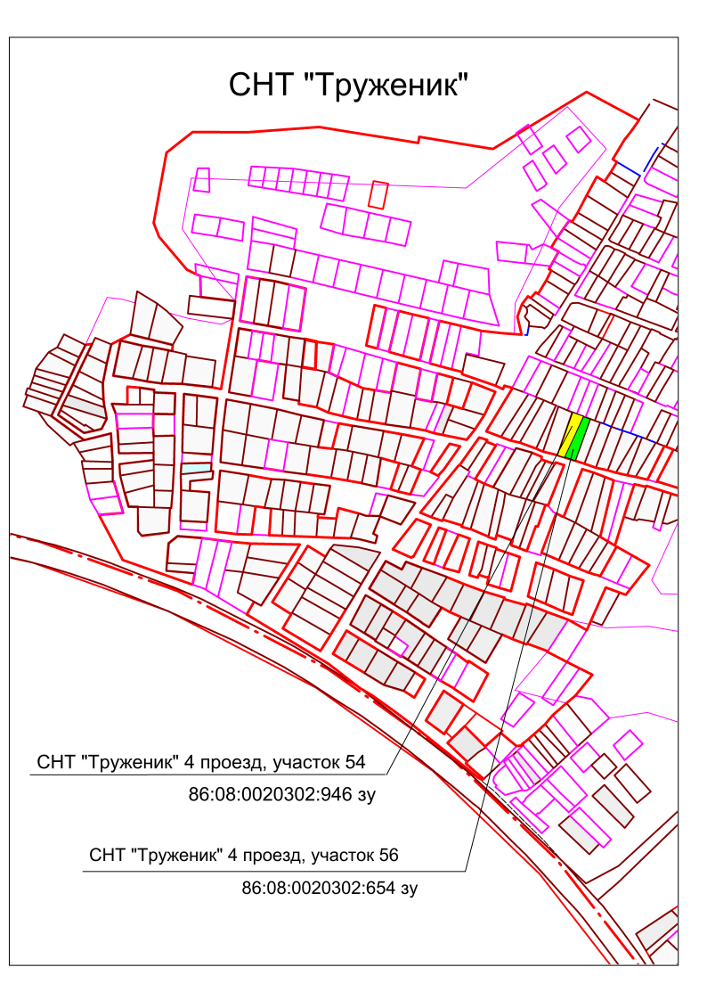 СНТ "Труженик"
СНТ "Труженик" 4 проезд, участок 54
86:08:0020302:946 зу
СНТ "Труженик" 4 проезд, участок 56
86:08:0020302:654 зу